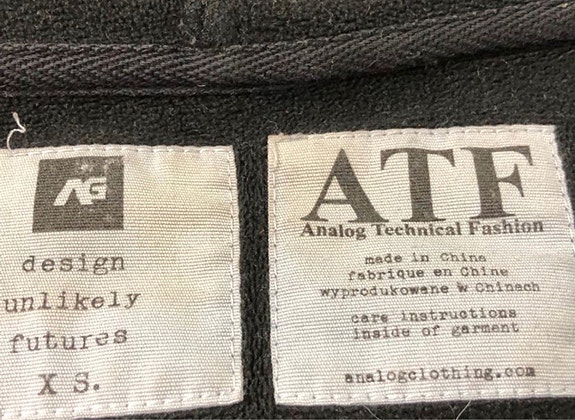 AG
design
unlikely
futures
X S.
ATF
Analog Technical Fashion
made in China
fabrique en Chine
wyprodukowane w Chinach
care instructions
inside of garment
analogclothing.com